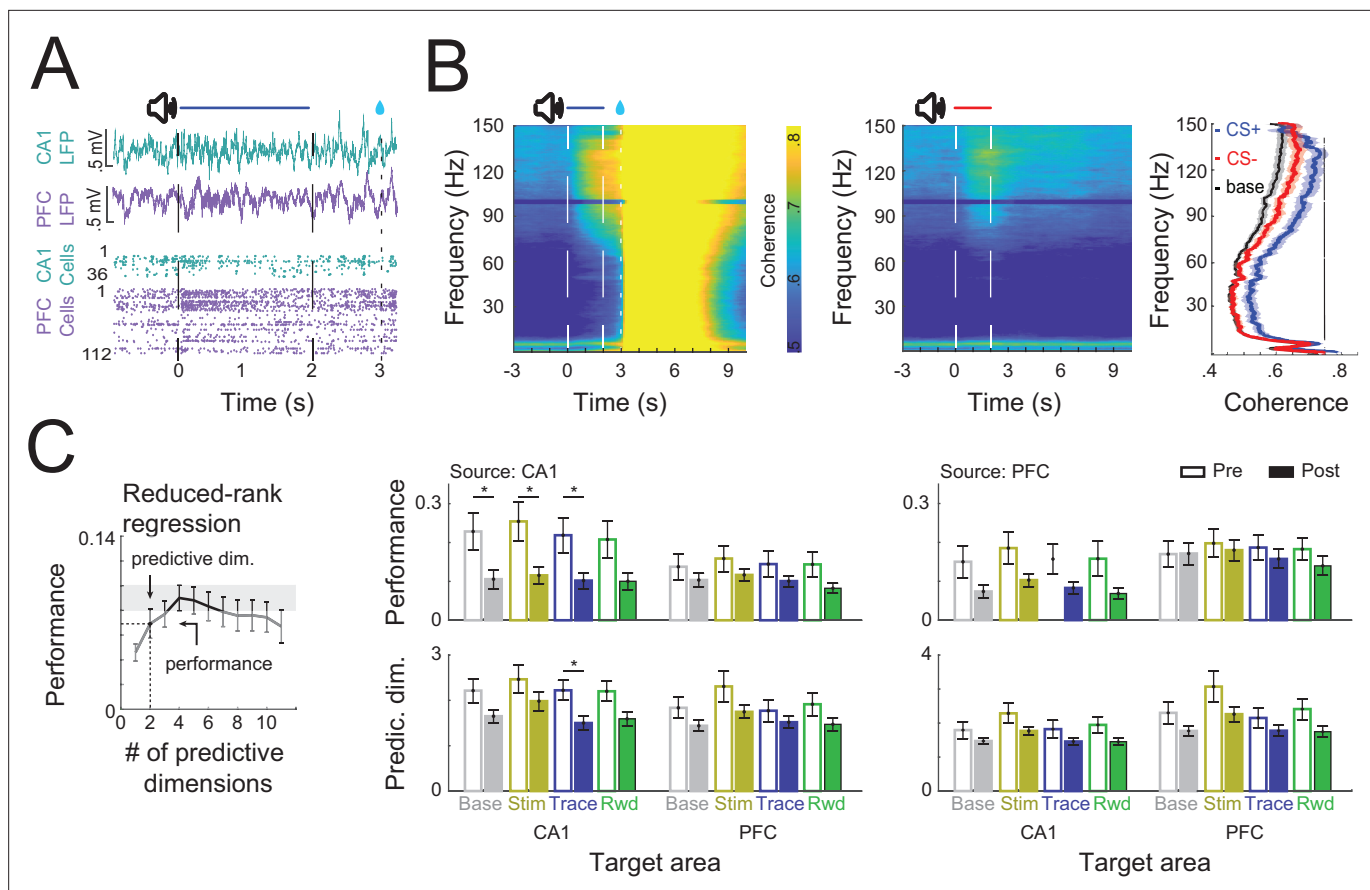 A
CA1
LFP
.5 mV
PFC
LFP
.5 mV
CA1
Cells
1
36
PFC
Cells
1
112
0 2 3
Time (s)
B
Frequency (Hz)
150
120
90
60
30
-3 0 3 9
Time (s)
Coherence
.8
.7
.6
.5
Frequency (Hz)
150
120
90
60
30
-3 0 3 9
Time (s)
Frequency (Hz)
150
120
90
60
30
CS+
CS-
base
.4 .6 .8
Coherence
C
Reduced-rank
regression
Performance
0.14
0
predictive dim.
performance
0 2 4 6 8 10
# of predictive
dimensions
Source: CA1
Performance
0.3
0
* * *
Predic. dim.
3
0
*
Base Stim Trace Rwd Base Stim Trace Rwd
CA1 PFC
Target area
Source: PFC
Pre Post
0.3
0
4
2
0
Base Stim Trace Rwd Base Stim Trace Rwd
CA1 PFC
Target area